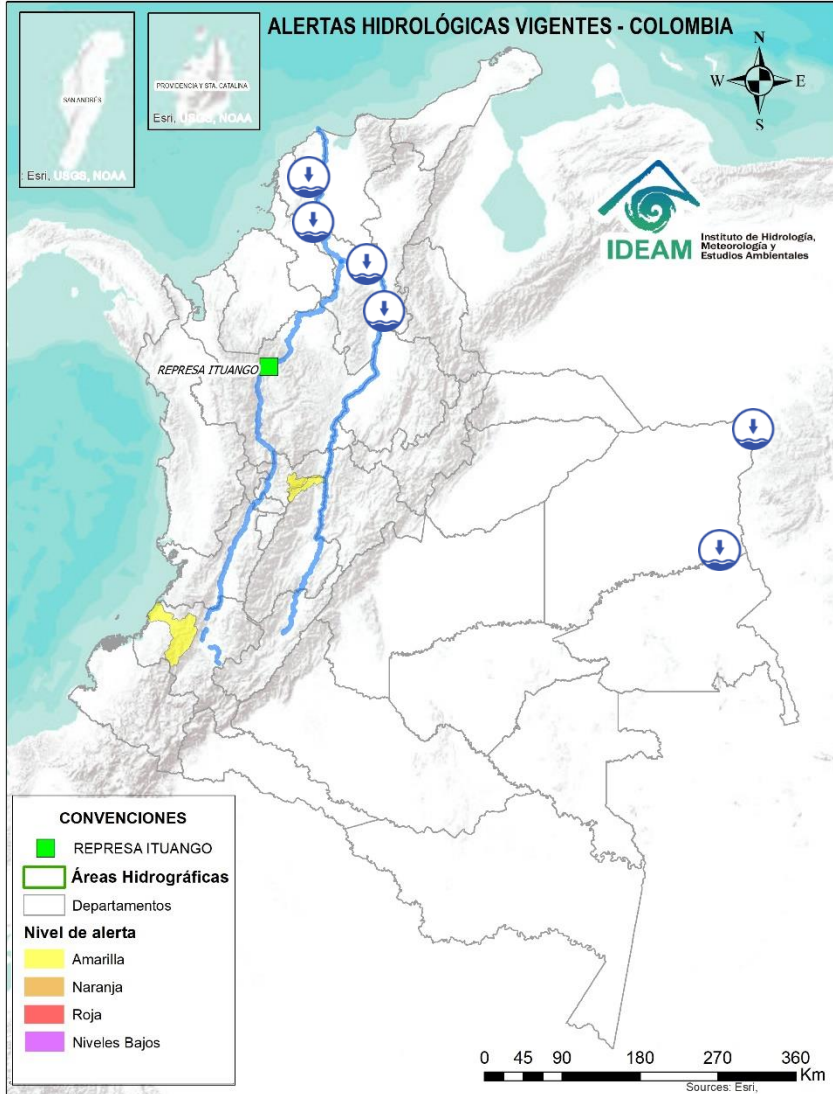 ALERTAS HIDROLÓGICAS VIGENTES - COLOMBIA
SAN ANDRÉS
Esri, USGS, NOAA
PROVIDENCIA Y STA. CATALINA
Esri, USGS, NOAA
N
W
E
S
IDEAM
Instituto de Hidrología,
Meteorología y
Estudios Ambientales
REPRESA ITUANGO
CONVENCIONES
REPRESA ITUANGO
Áreas Hidrográficas
Departamentos
Nivel de alerta
Amarilla
Naranja
Roja
Niveles Bajos
0 45 90 180 270 360
Km
Sources: Esri,